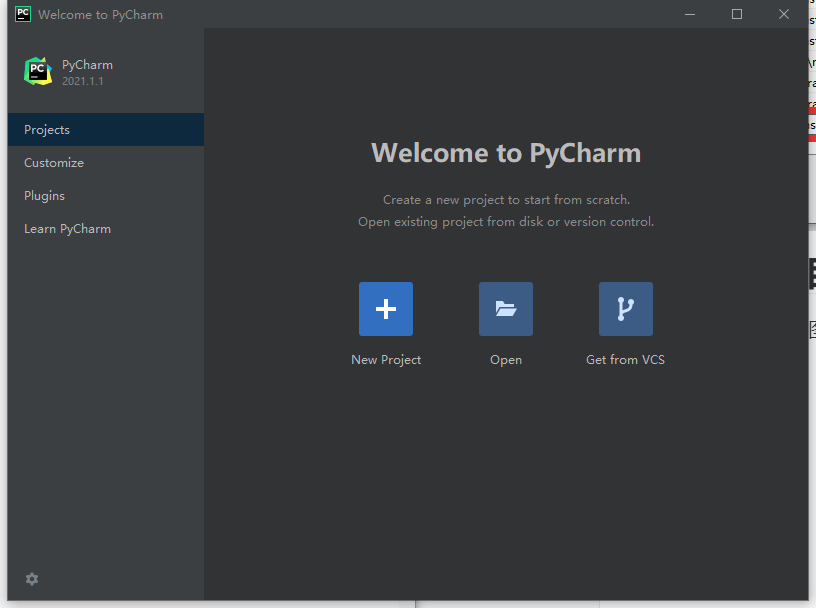 Welcome to PyCharm
PyCharm
2021.1.1
Projects
Customize
Plugins
Learn PyCharm
Welcome to PyCharm
Create a new project to start from scratch.
Open existing project from disk or version control.
New Project
Open
Get from VCS